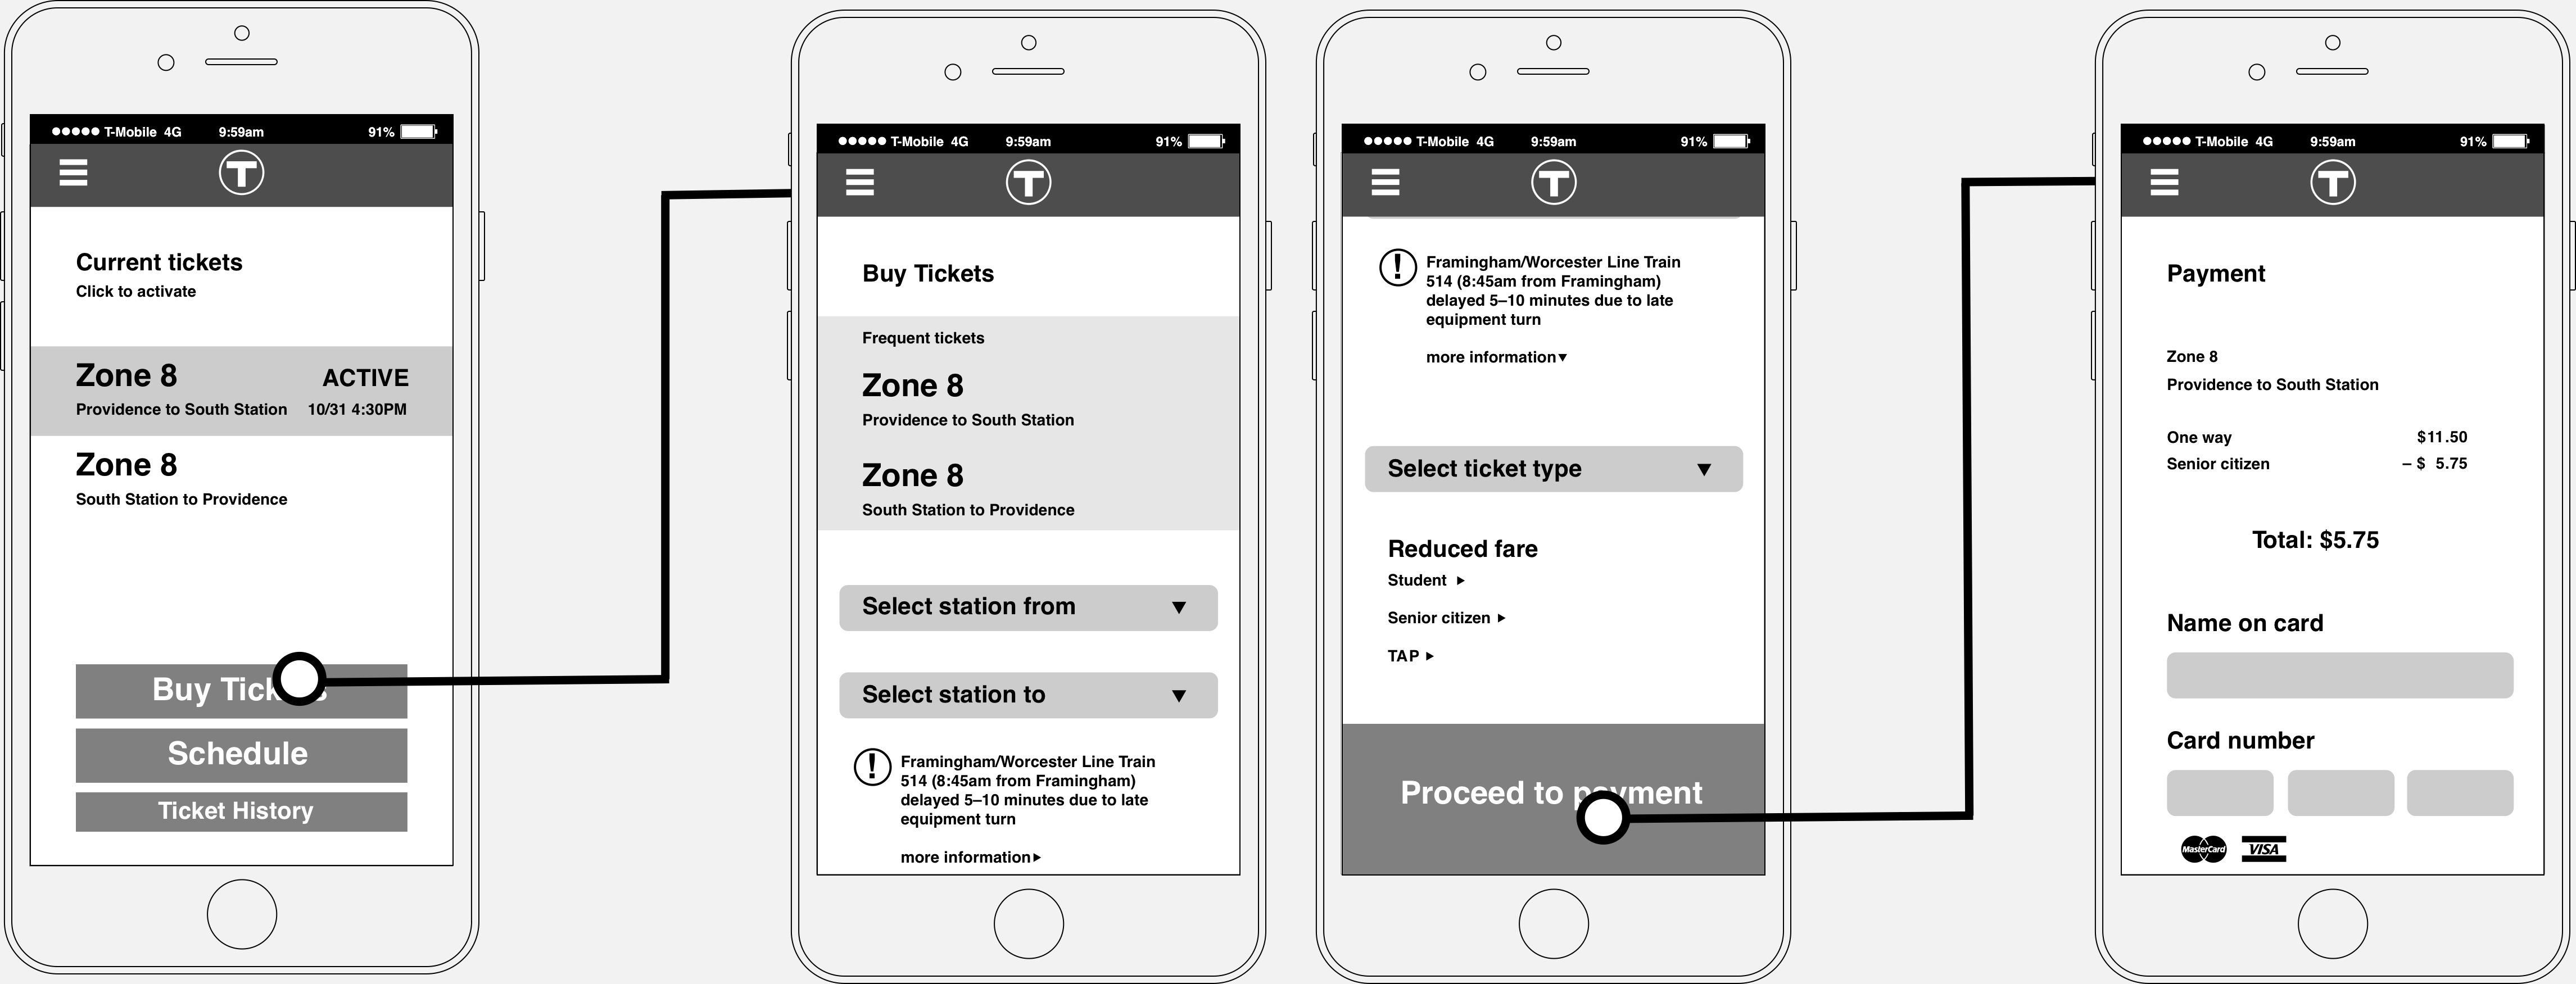 T-Mobile 4G 9:59am 91%
T
Current tickets
Click to activate
Zone 8 ACTIVE
Providence to South Station 10/31 4:30PM
Zone 8
South Station to Providence
Buy Tick s
Schedule
Ticket History
T-Mobile 4G 9:59am 91%
T
Buy Tickets
Frequent tickets
Zone 8
Providence to South Station
Zone 8
South Station to Providence
Select station from ▼
Select station to ▼
! Framingham/Worcester Line Train
514 (8:45am from Framingham)
delayed 5–10 minutes due to late
equipment turn
more information ▶
T-Mobile 4G 9:59am 91%
T
! Framingham/Worcester Line Train
514 (8:45am from Framingham)
delayed 5–10 minutes due to late
equipment turn
more information ▼
Select ticket type ▼
Reduced fare
Student ▶
Senior citizen ▶
TAP ▶
Proceed to payment
T-Mobile 4G 9:59am 91%
T
Payment
Zone 8
Providence to South Station
One way $11.50
Senior citizen – $ 5.75
Total: $5.75
Name on card
Card number
MasterCard VISA